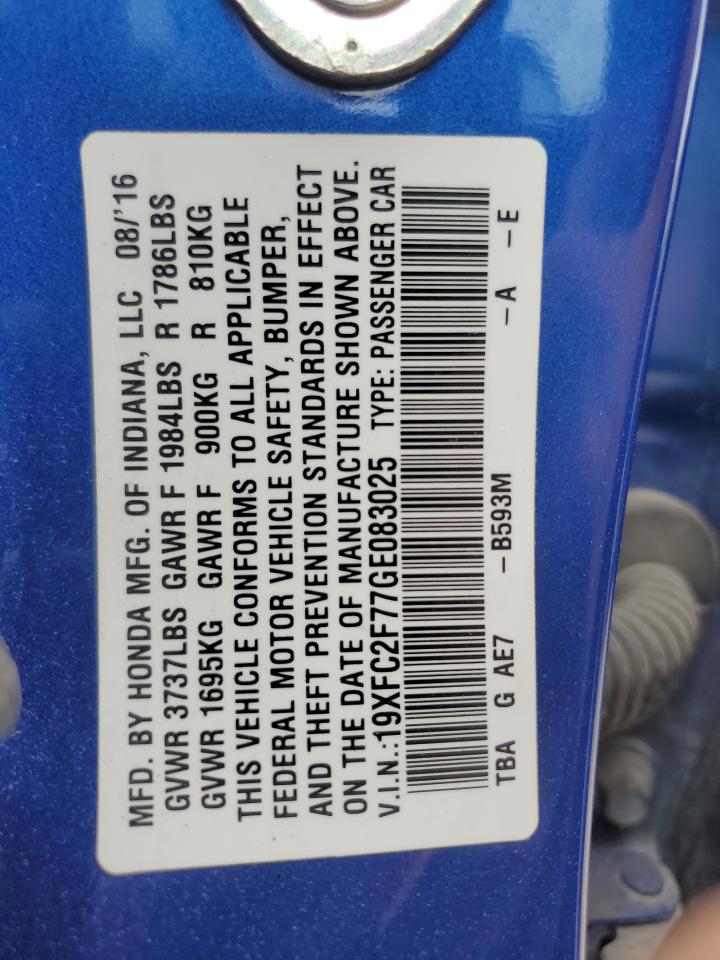 MFD. BY HONDA MFG. OF INDIANA, LLC 08/'16
GVWR 3737LBS GAWR F 1984LBS R 1786LBS
GVWR 1695KG GAWR F 900KG R 810KG
THIS VEHICLE CONFORMS TO ALL APPLICABLE
FEDERAL MOTOR VEHICLE SAFETY, BUMPER,
AND THEFT PREVENTION STANDARDS IN EFFECT
ON THE DATE OF MANUFACTURE SHOWN ABOVE.
V.I.N.:19XFC2F77GE083025 TYPE: PASSENGER CAR
TBA G AE7 -B593M -A -E